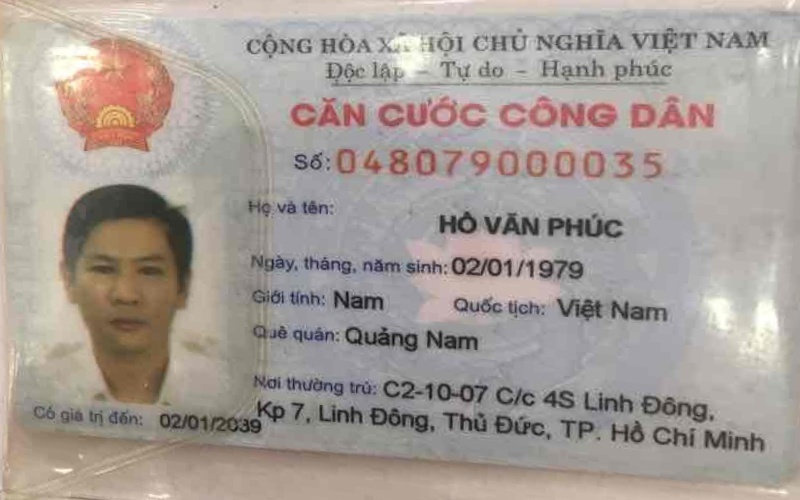 CỘNG HÒA XÃ HỘI CHỦ NGHĨA VIỆT NAM
Độc lập - Tự do - Hạnh phúc
CĂN CƯỚC CÔNG DÂN
Số: 048079000035
Họ và tên:
HỒ VĂN PHÚC
Ngày, tháng, năm sinh: 02/01/1979
Giới tính: Nam Quốc tịch: Việt Nam
Quê quán: Quảng Nam
Nơi thường trú: C2-10-07 C/c 4S Linh Đông,
Kp 7, Linh Đông, Thủ Đức, TP. Hồ Chí Minh
Có giá trị đến: 02/01/2039